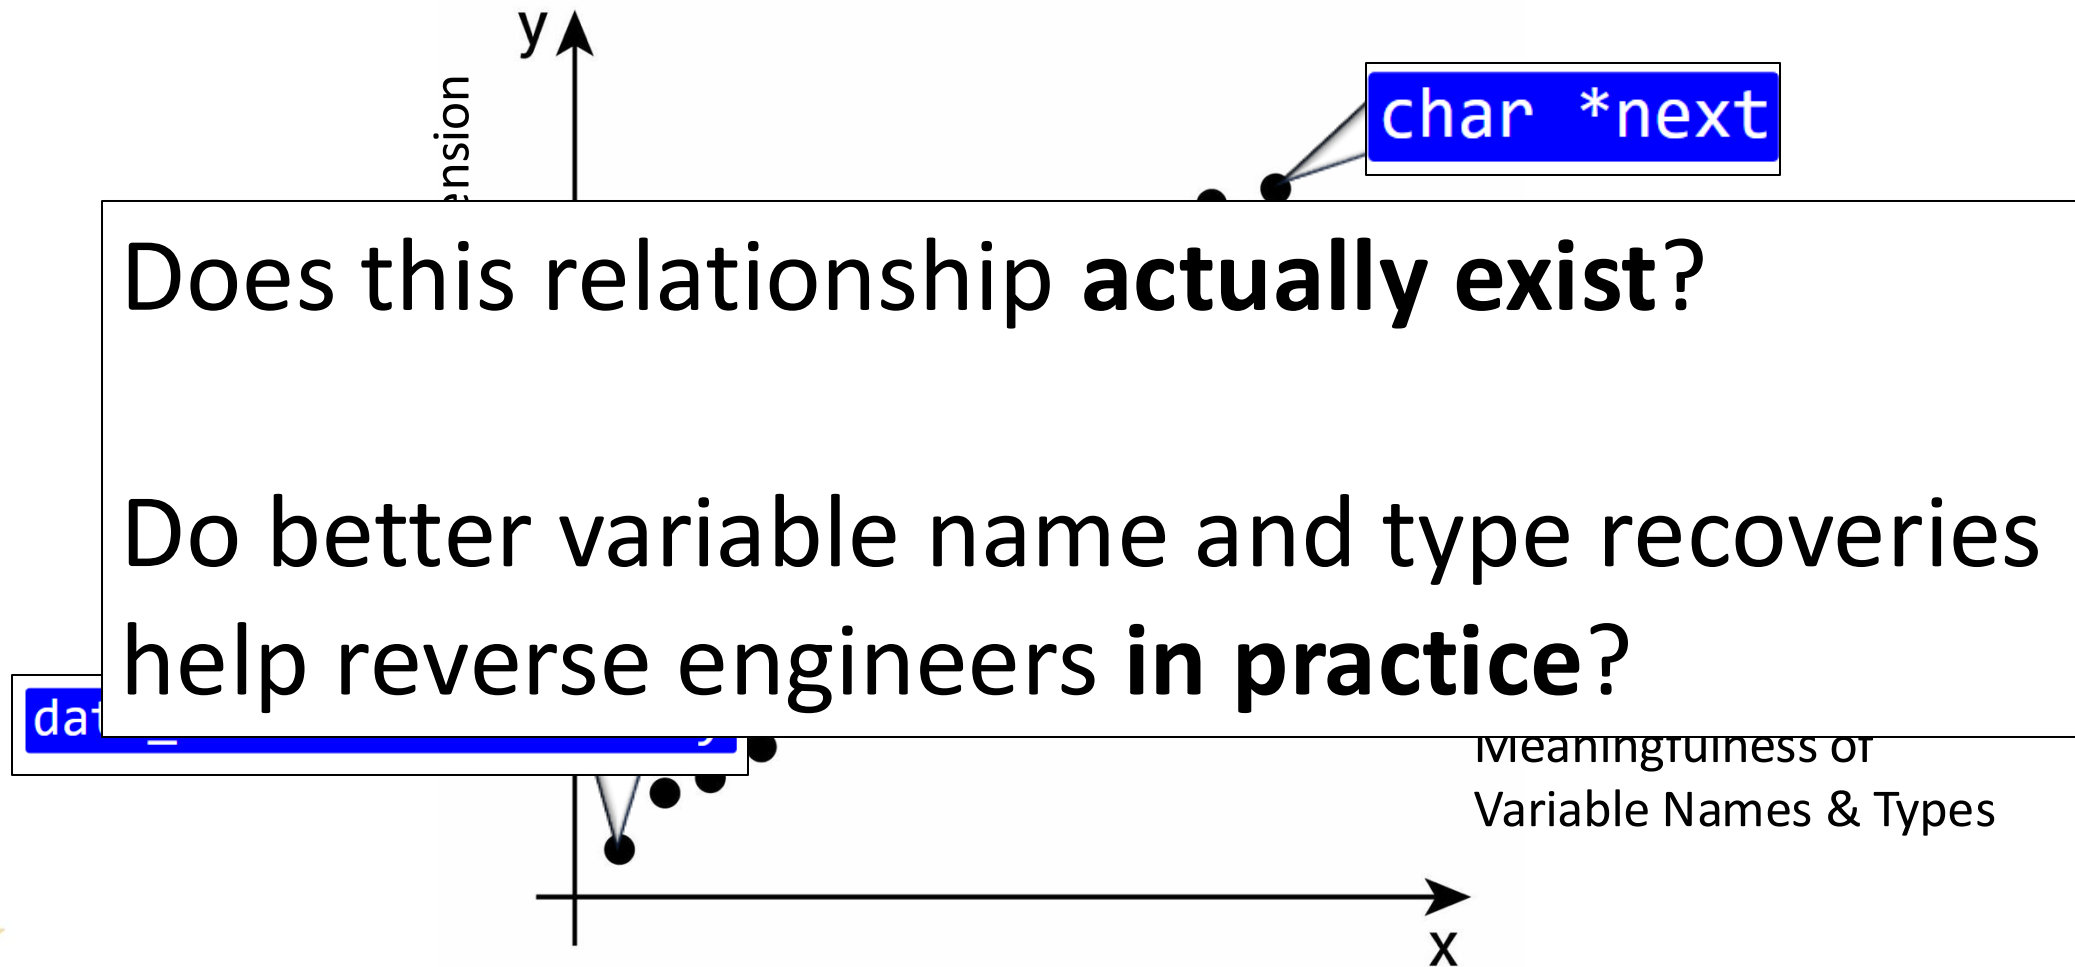 y
char *next
Does this relationship actually exist?
Do better variable name and type recoveries
help reverse engineers in practice?
Meaningfulness of
Variable Names & Types
x